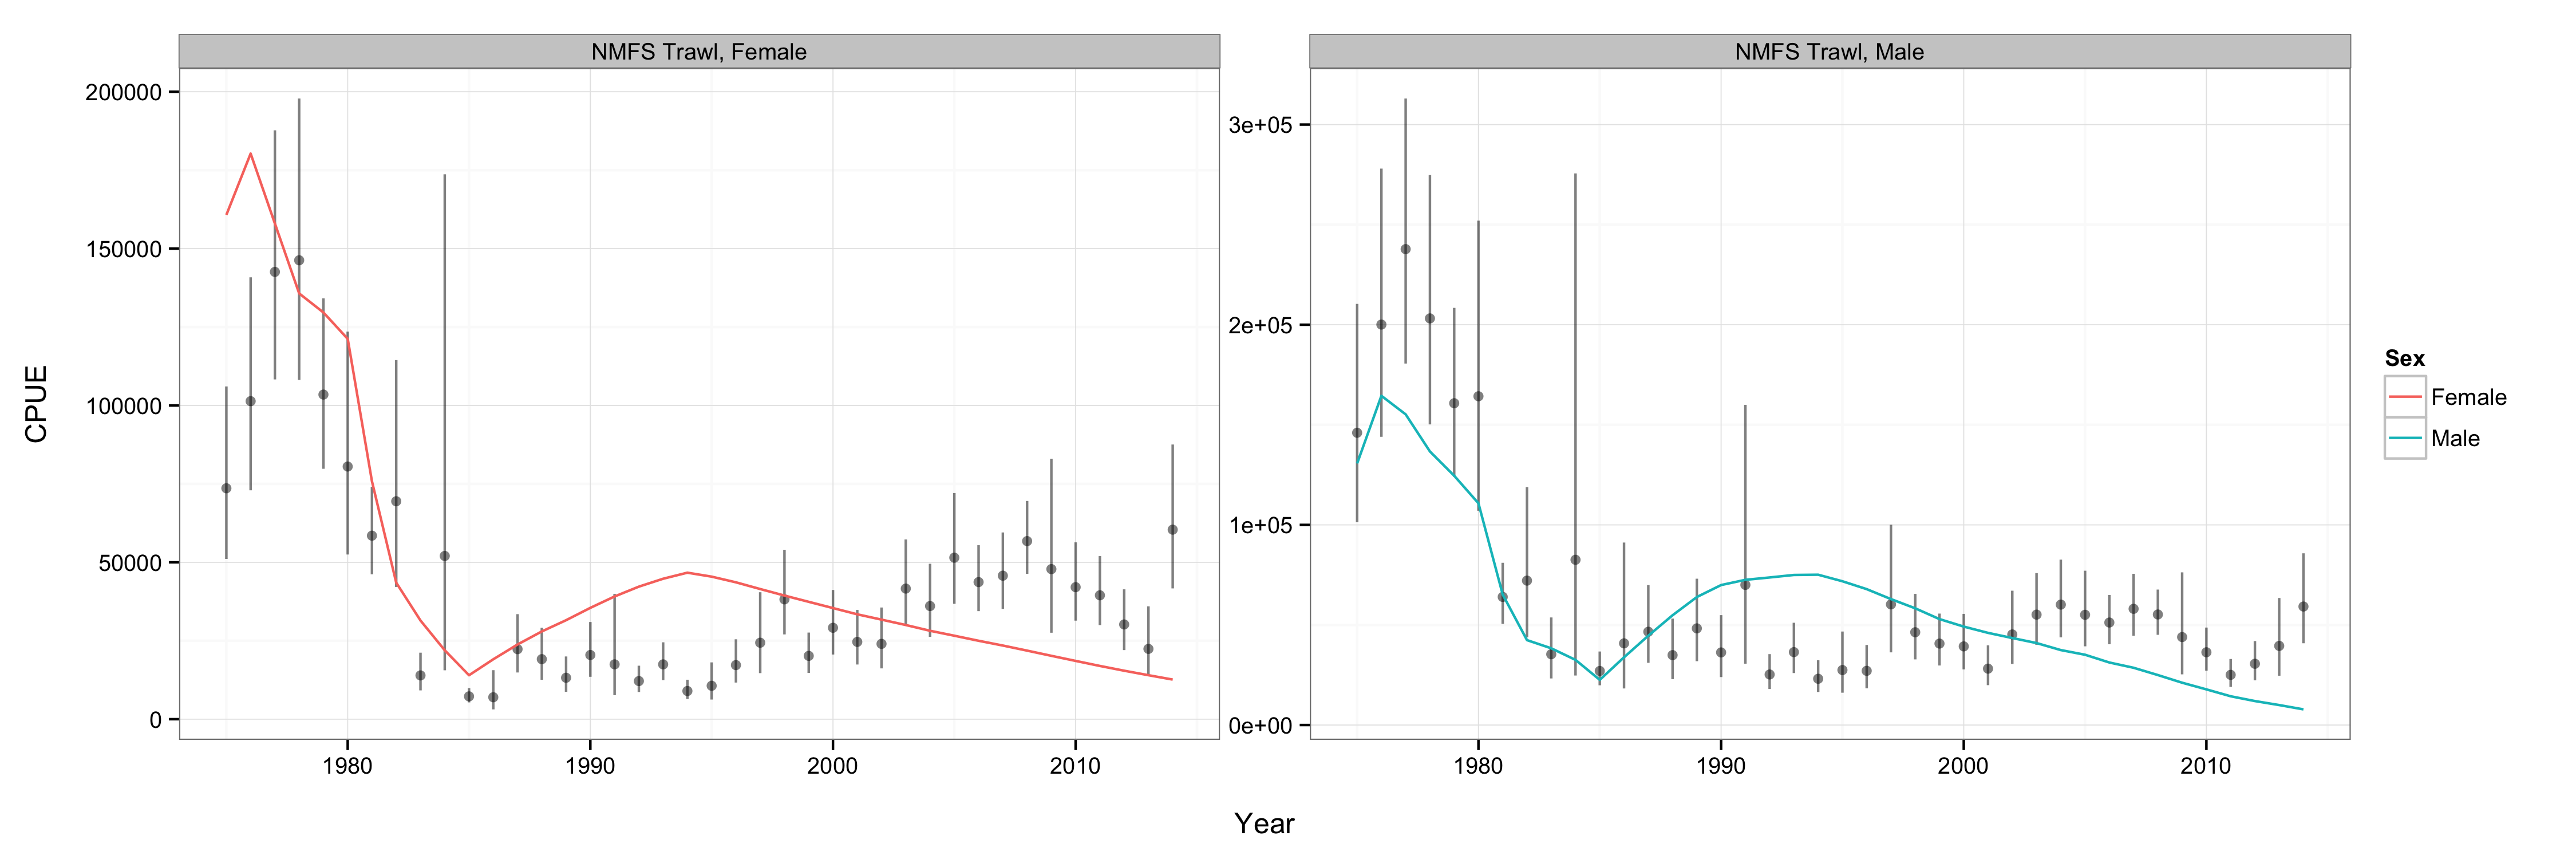 NMFS Trawl, Female
NMFS Trawl, Male
200000
150000
100000
50000
0
3e+05
2e+05
1e+05
0e+00
CPUE
1980
1990
2000
2010
1980
1990
2000
2010
Year
Sex
Female
Male